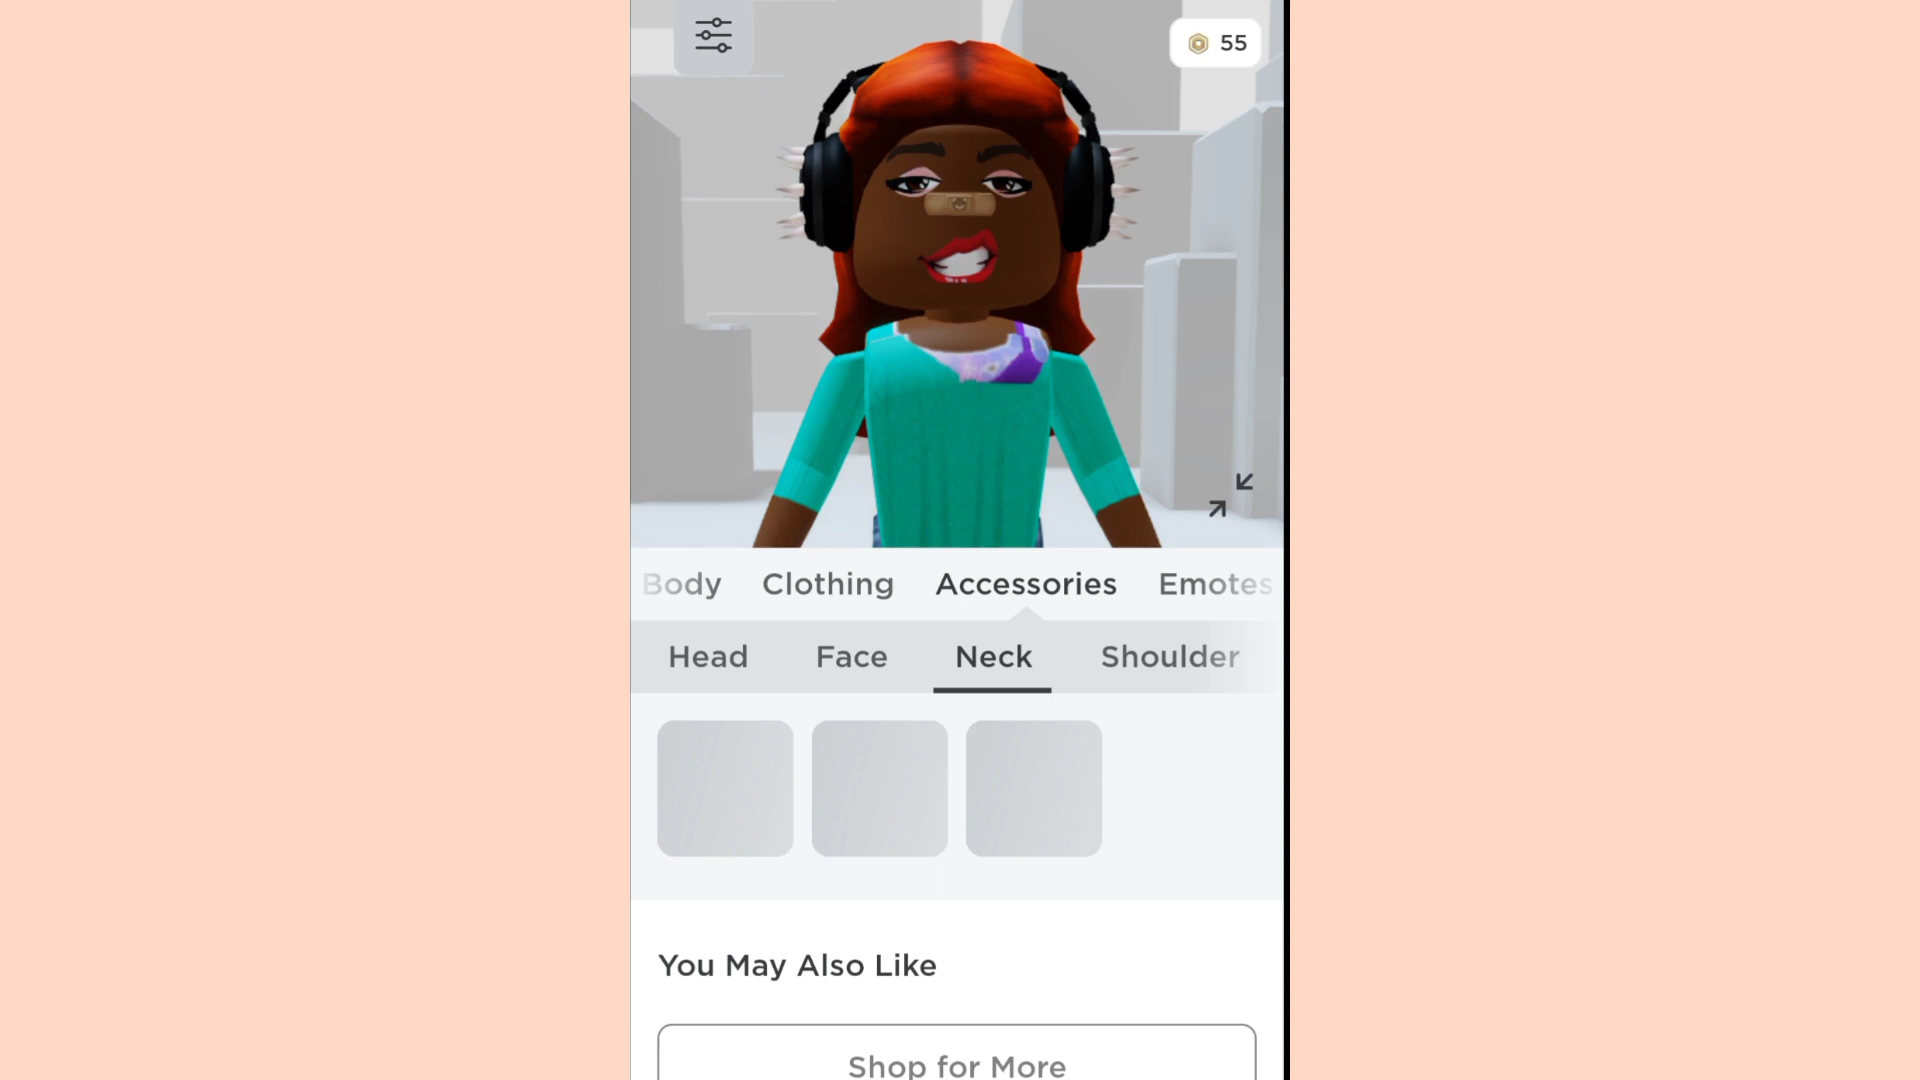 55
Body Clothing Accessories Emotes
Head Face Neck Shoulder
You May Also Like
Shop for More